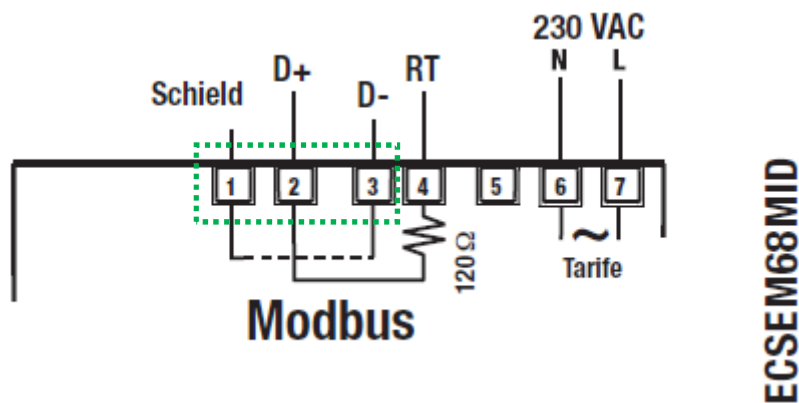 230 VAC
N L
D+ RT
Schield D-
1 2 3 4 5 6 7
120 Ω
~
Tarife
Modbus
ECSEM68MID